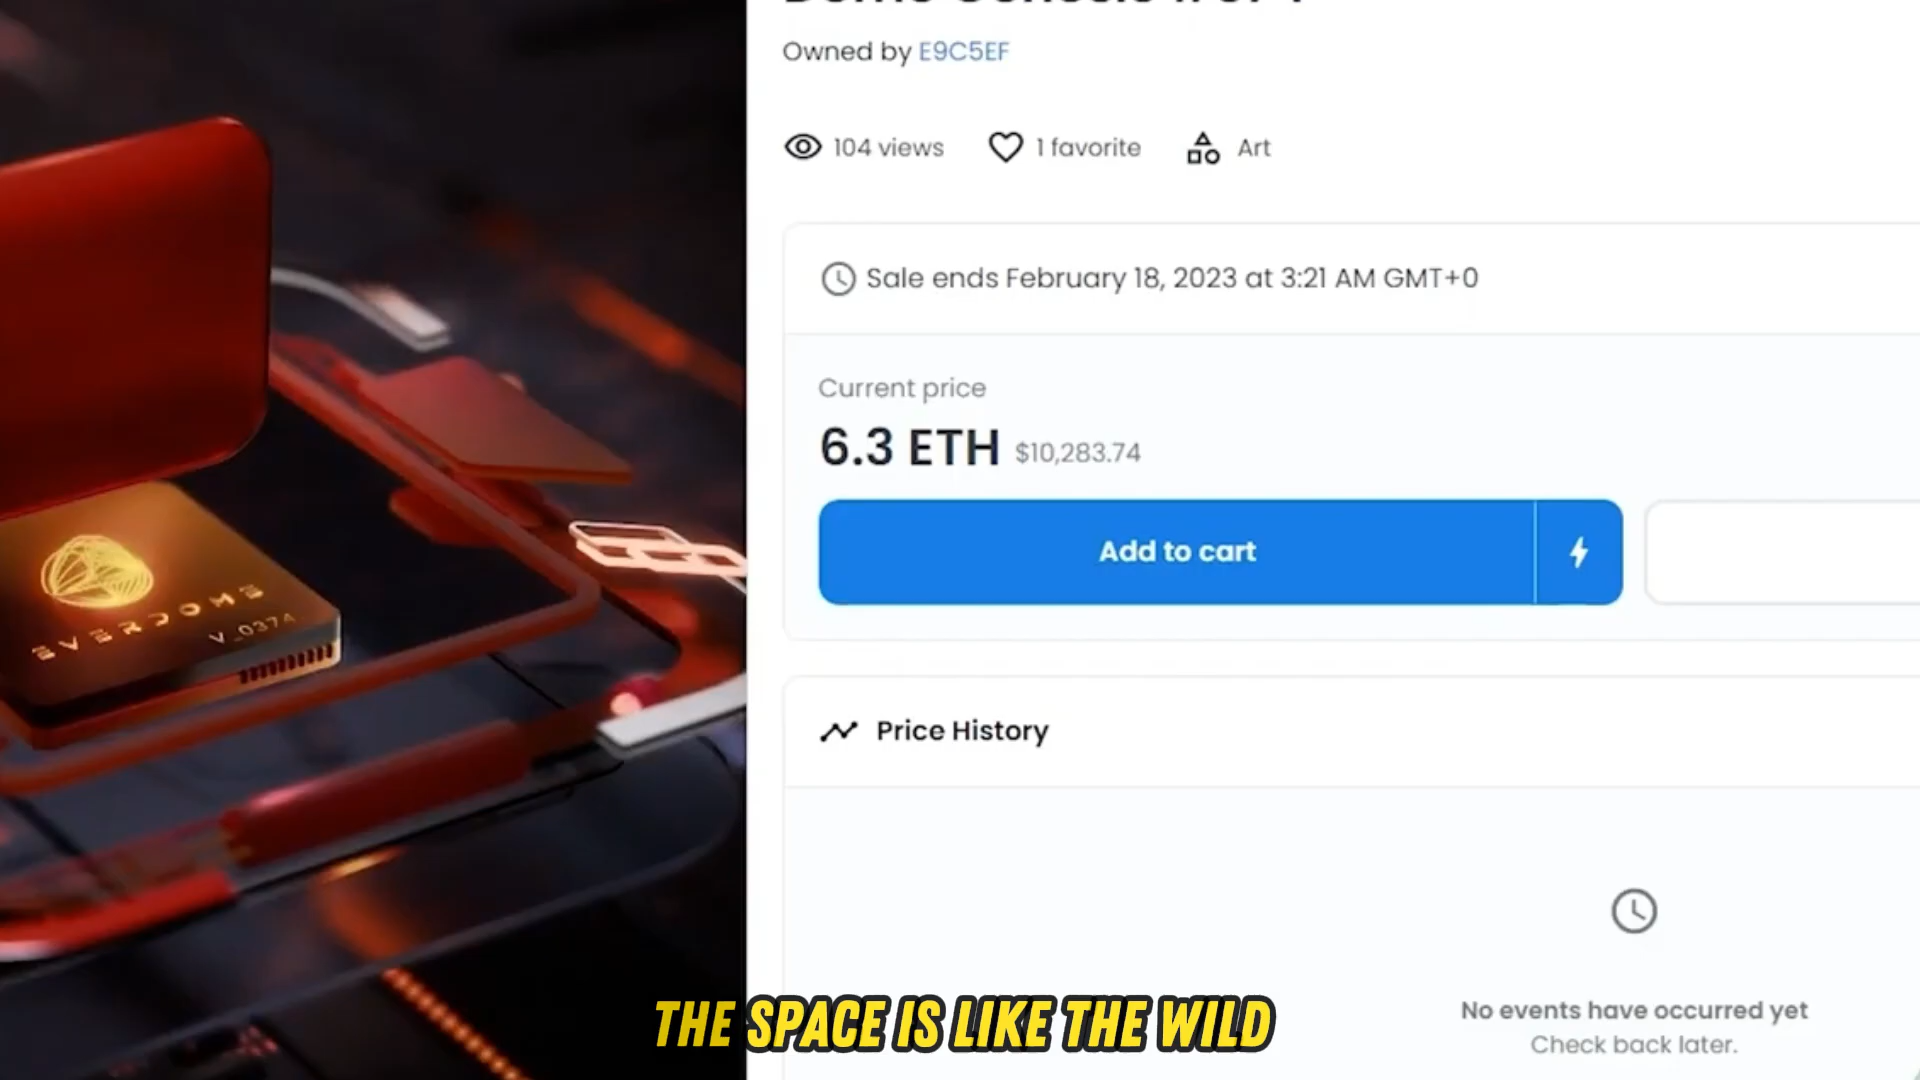 Owned by E9C5EF
104 views 1 favorite Art
Sale ends February 18, 2023 at 3:21 AM GMT+0
Current price
6.3 ETH $10,283.74
Add to cart
EVERDOME
V_0374
Price History
No events have occurred yet
Check back later.
THE SPACE IS LIKE THE WILD